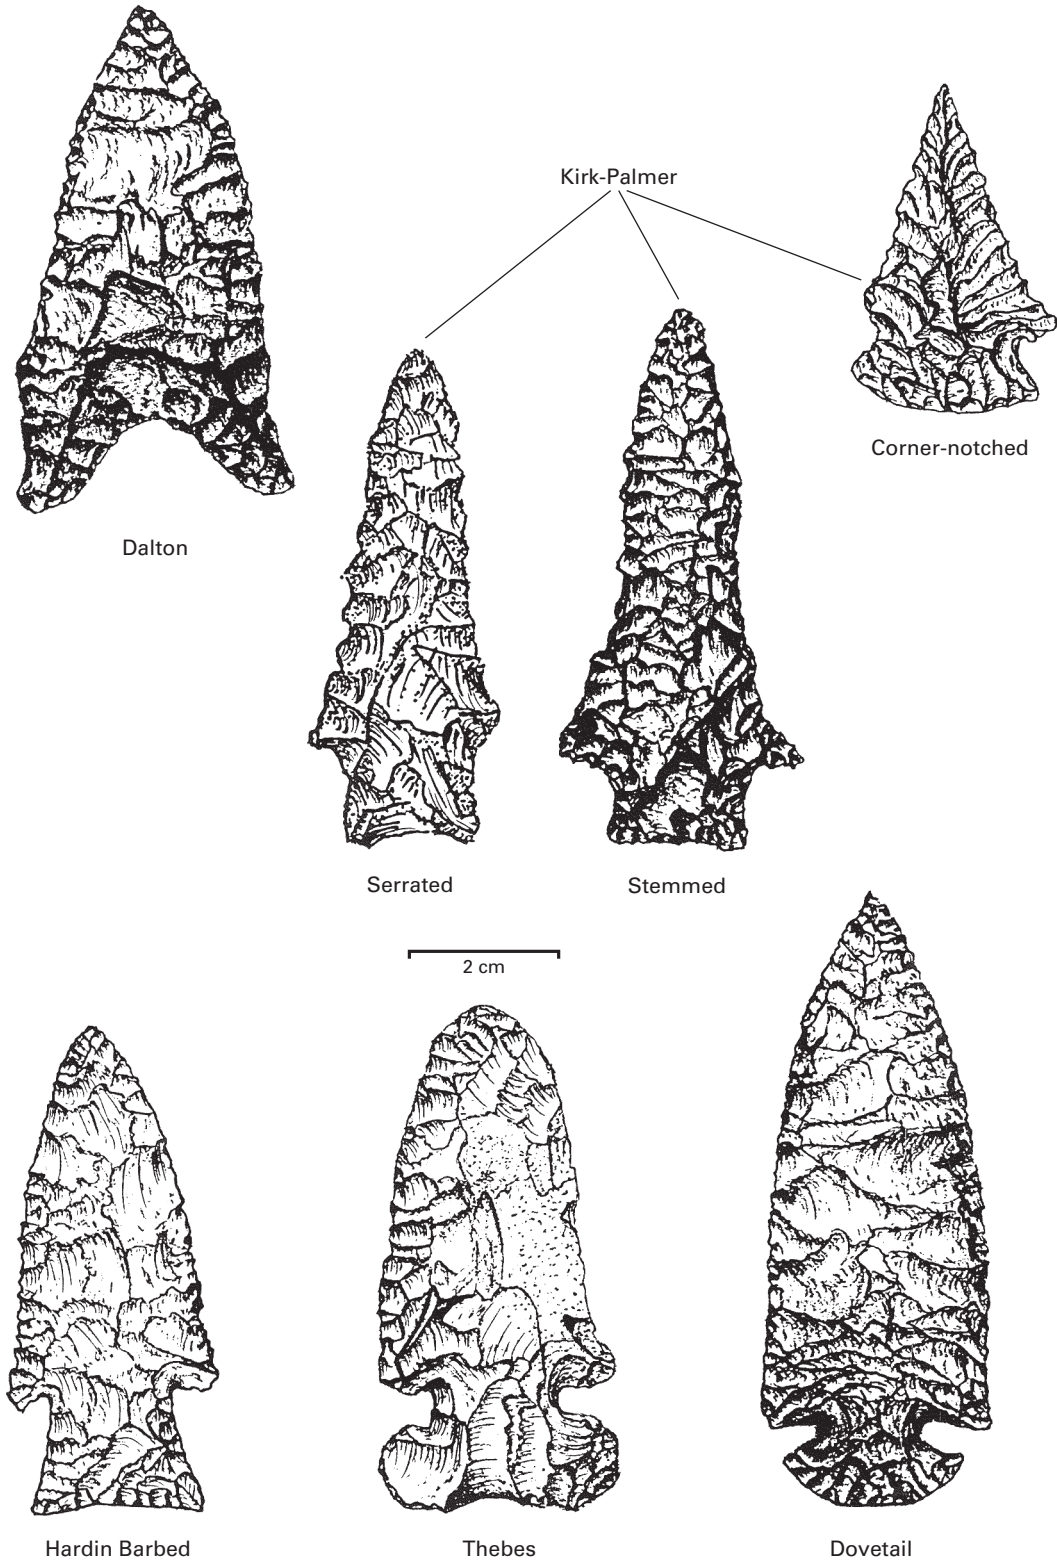 Kirk-Palmer
Corner-notched
Dalton
Serrated
Stemmed
2 cm
Hardin Barbed
Thebes
Dovetail